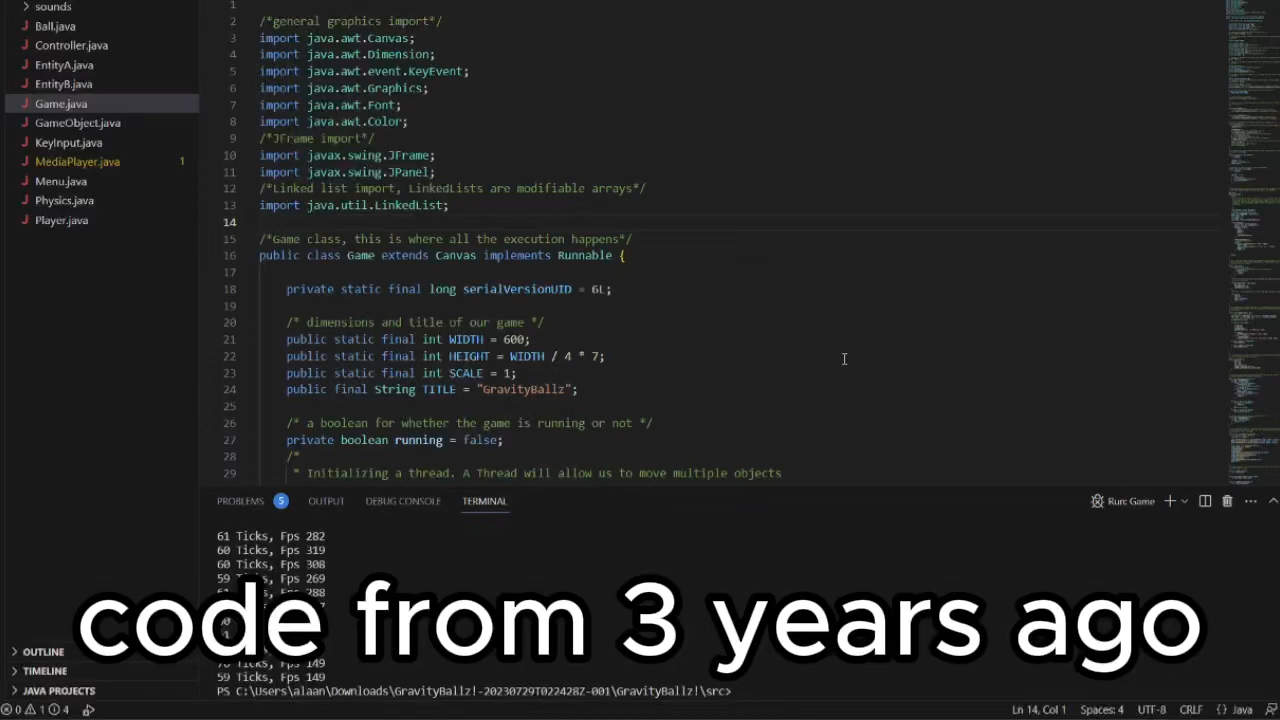 sounds
Ball.java
Controller.java
EntityA.java
EntityB.java
Game.java
GameObject.java
KeyInput.java
MediaPlayer.java 1
Menu.java
Physics.java
Player.java
OUTLINE
TIMELINE
JAVA PROJECTS
1
2 /*general graphics import*/
3 import java.awt.Canvas;
4 import java.awt.Dimension;
5 import java.awt.event.KeyEvent;
6 import java.awt.Graphics;
7 import java.awt.Font;
8 import java.awt.Color;
9 /*JFrame import*/
10 import javax.swing.JFrame;
11 import javax.swing.JPanel;
12 /*Linked list import, LinkedLists are modifiable arrays*/
13 import java.util.LinkedList;
14
15 /*Game class, this is where all the execution happens*/
16 public class Game extends Canvas implements Runnable {
17
18 private static final long serialVersionUID = 6L;
19
20 /* dimensions and title of our game */
21 public static final int WIDTH = 600;
22 public static final int HEIGHT = WIDTH / 4 * 7;
23 public static final int SCALE = 1;
24 public final String TITLE = "GravityBallz";
25
26 /* a boolean for whether the game is running or not */
27 private boolean running = false;
28 /*
29 * Initializing a thread. A Thread will allow us to move multiple objects
PROBLEMS 5 OUTPUT DEBUG CONSOLE TERMINAL Run: Game
61 Ticks, Fps 282
60 Ticks, Fps 319
60 Ticks, Fps 308
59 Ticks, Fps 269
code from 3 years ago
59 Ticks, Fps 149
PS C:\Users\alaan\Downloads\GravityBallz!-20230729T022428Z-001\GravityBallz!\src>
0 1 4 Ln 14, Col 1 Spaces: 4 UTF-8 CRLF {} Java